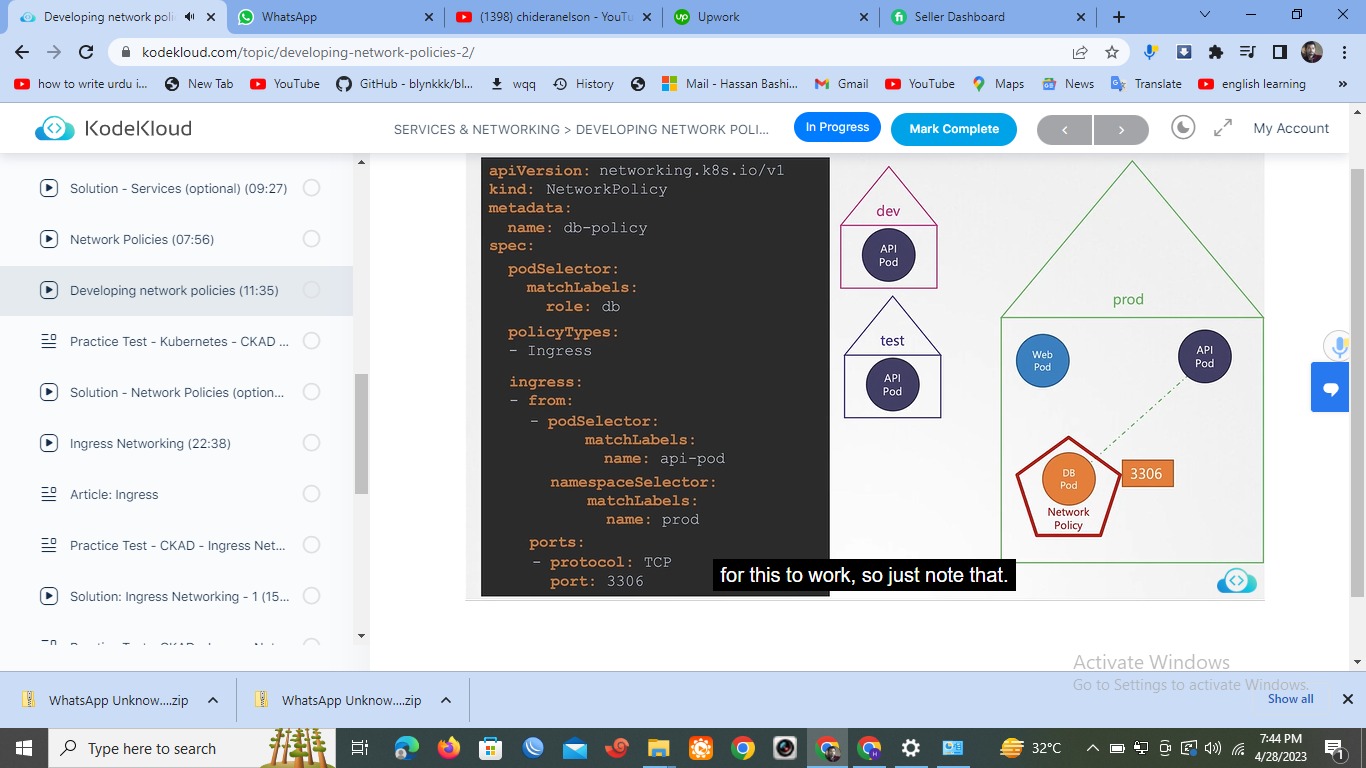 Developing network poli
WhatsApp
(1398) chideranelson - YouTu
Upwork
Seller Dashboard
kodekloud.com/topic/developing-network-policies-2/
how to write urdu i...
New Tab
YouTube
GitHub - blynkkk/bl...
wqq
History
Mail - Hassan Bashi...
Gmail
YouTube
Maps
News
Translate
english learning
»
KodeKloud
SERVICES & NETWORKING > DEVELOPING NETWORK POLI...
In Progress
Mark Complete
My Account
Solution - Services (optional) (09:27)
Network Policies (07:56)
Developing network policies (11:35)
Practice Test - Kubernetes - CKAD ...
Solution - Network Policies (option...
Ingress Networking (22:38)
Article: Ingress
Practice Test - CKAD - Ingress Net...
Solution: Ingress Networking - 1 (15...
apiVersion: networking.k8s.io/v1
kind: NetworkPolicy
metadata:
name: db-policy
spec:
podSelector:
matchLabels:
role: db
policyTypes:
- Ingress
ingress:
- from:
- podSelector:
matchLabels:
name: api-pod
namespaceSelector:
matchLabels:
name: prod
ports:
- protocol: TCP
port: 3306
dev
API
Pod
test
API
Pod
prod
Web
Pod
API
Pod
DB
Pod
3306
Network
Policy
for this to work, so just note that.
Activate Windows
Go to Settings to activate Windows.
WhatsApp Unknow....zip
WhatsApp Unknow....zip
Show all
Type here to search
32°C
7:44 PM
4/28/2023
1